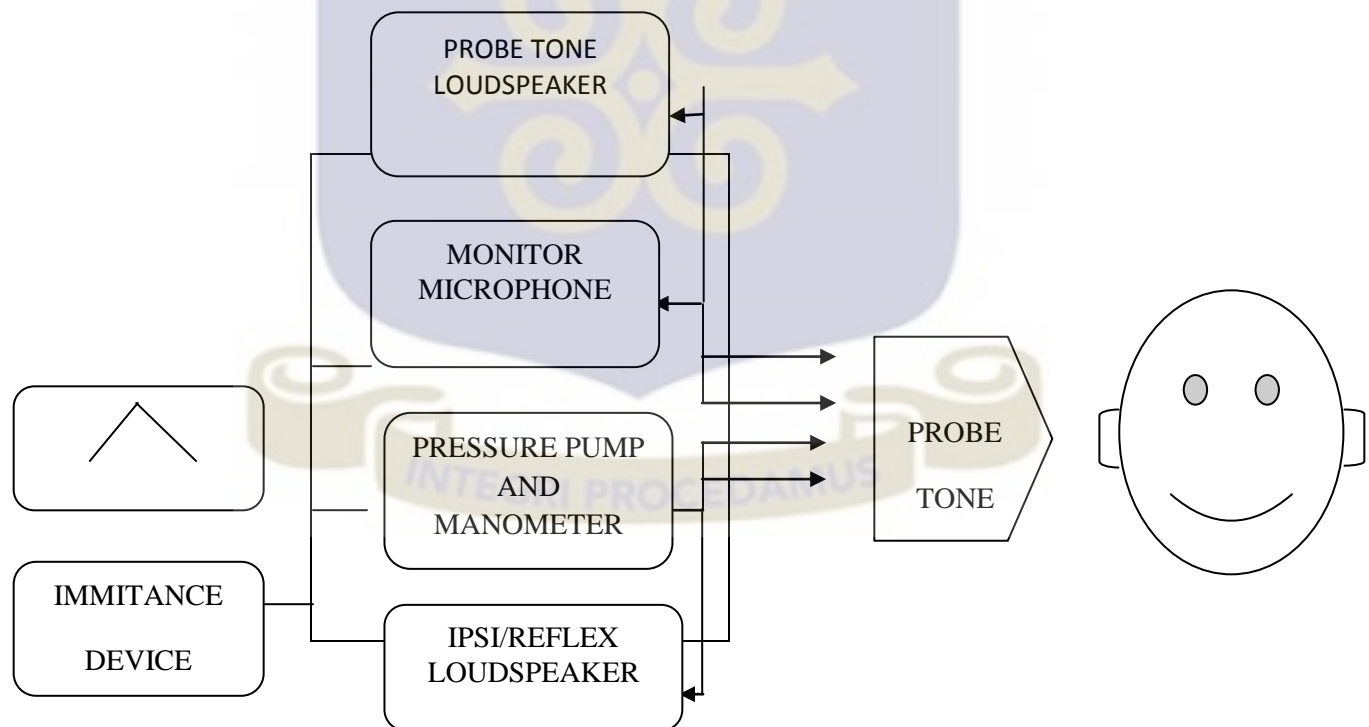 PROBE TONE
LOUDSPEAKER
MONITOR
MICROPHONE
PRESSURE PUMP
AND
MANOMETER
INTEGRI PROCEDAMUS
PROBE
TONE
IMMITANCE
DEVICE
IPSI/REFLEX
LOUDSPEAKER